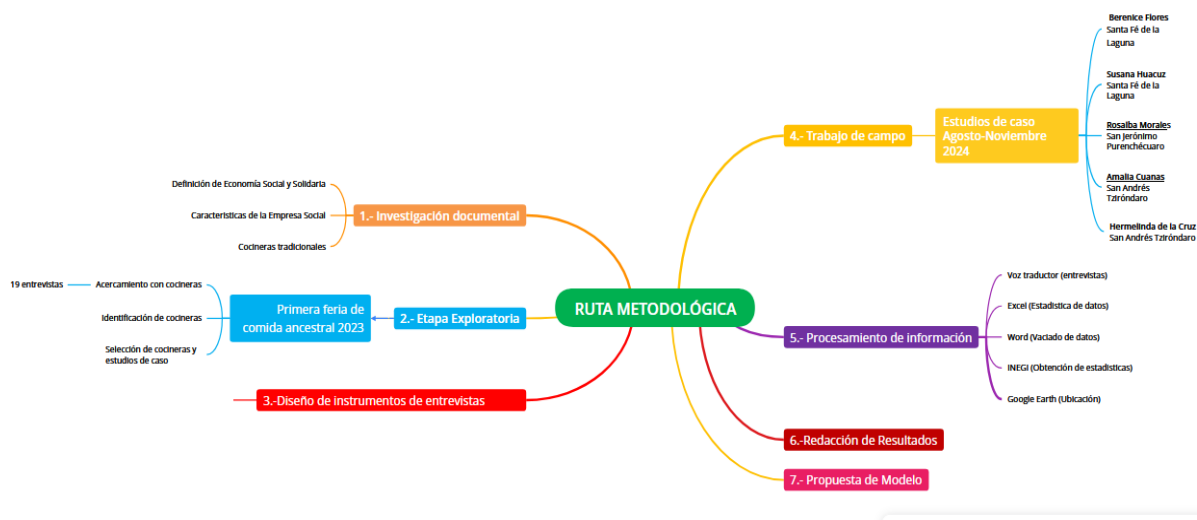 RUTA METODOLÓGICA
1.- Investigación documental
Definición de Economía Social y Solidaria
Características de la Empresa Social
Cocineras tradicionales
2.- Etapa Exploratoria
Primera feria de
comida ancestral 2023
Acercamiento con cocineras
19 entrevistas
Identificación de cocineras
Selección de cocineras y
estudios de caso
3.-Diseño de instrumentos de entrevistas
4.- Trabajo de campo
Estudios de caso
Agosto-Noviembre
2024
Berenice Flores
Santa Fé de la
Laguna
Susana Huacuz
Santa Fé de la
Laguna
Rosalba Morales
San Jerónimo
Purenchécuaro
Amalia Cuanas
San Andrés
Tziróndaro
Hermelinda de la Cruz
San Andrés Tziróndaro
5.- Procesamiento de información
Voz traductor (entrevistas)
Excel (Estadistica de datos)
Word (Vaciado de datos)
INEGI (Obtención de estadisticas)
Google Earth (Ubicación)
6.-Redacción de Resultados
7.- Propuesta de Modelo